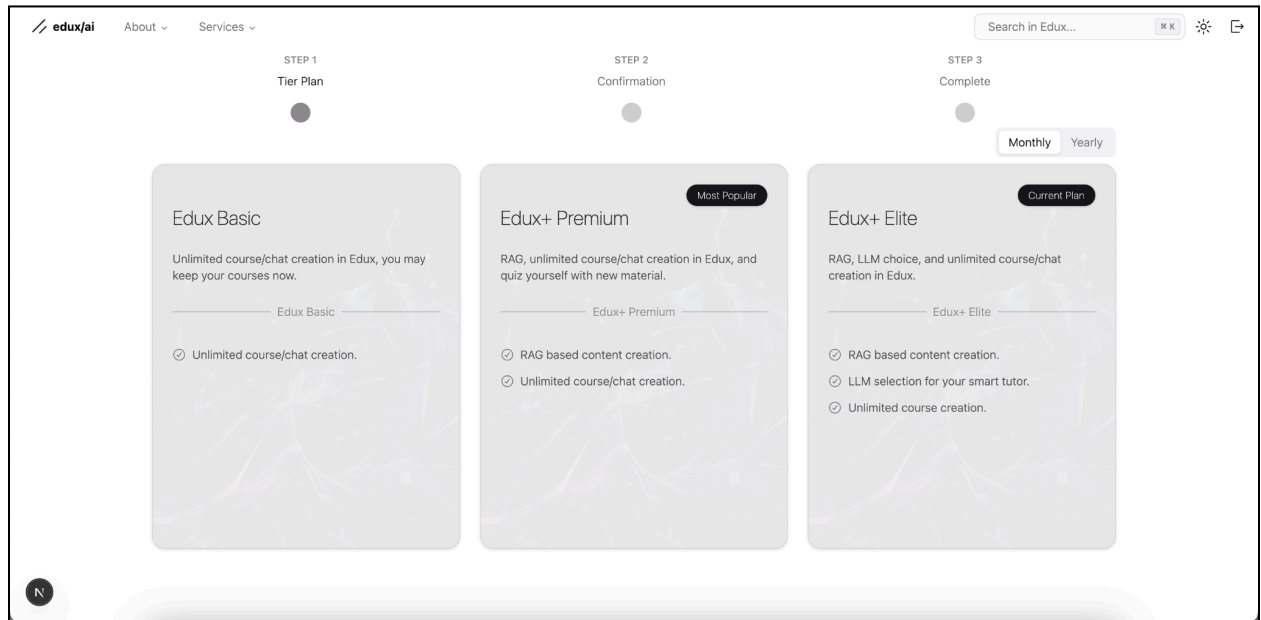 edux/ai About Services Search in Edux... ⌘ K
STEP 1 STEP 2 STEP 3
Tier Plan Confirmation Complete
Monthly Yearly
Edux Basic
Unlimited course/chat creation in Edux, you may
keep your courses now.
Edux Basic
Unlimited course/chat creation.
Most Popular
Edux+ Premium
RAG, unlimited course/chat creation in Edux, and
quiz yourself with new material.
Edux+ Premium
RAG based content creation.
Unlimited course/chat creation.
Current Plan
Edux+ Elite
RAG, LLM choice, and unlimited course/chat
creation in Edux.
Edux+ Elite
RAG based content creation.
LLM selection for your smart tutor.
Unlimited course creation.
N